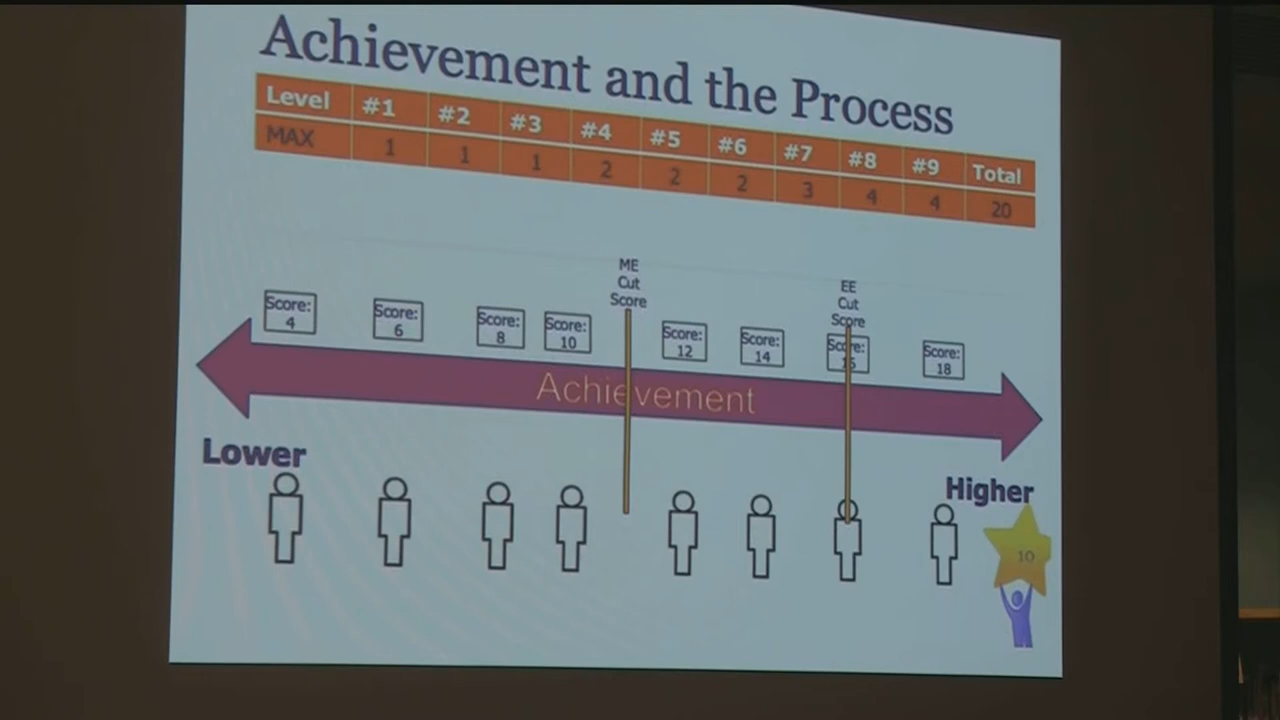 Achievement and the Process
Level #1 #2 #3 #4 #5 #6 #7 #8 #9 Total
MAX 1 1 1 2 2 2 3 4 4 20
ME
Cut
Score
EE
Cut
Score
Score:
4
Score:
6
Score:
8
Score:
10
Score:
12
Score:
14
Score:
Score:
18
Achievement
Lower
Higher
10